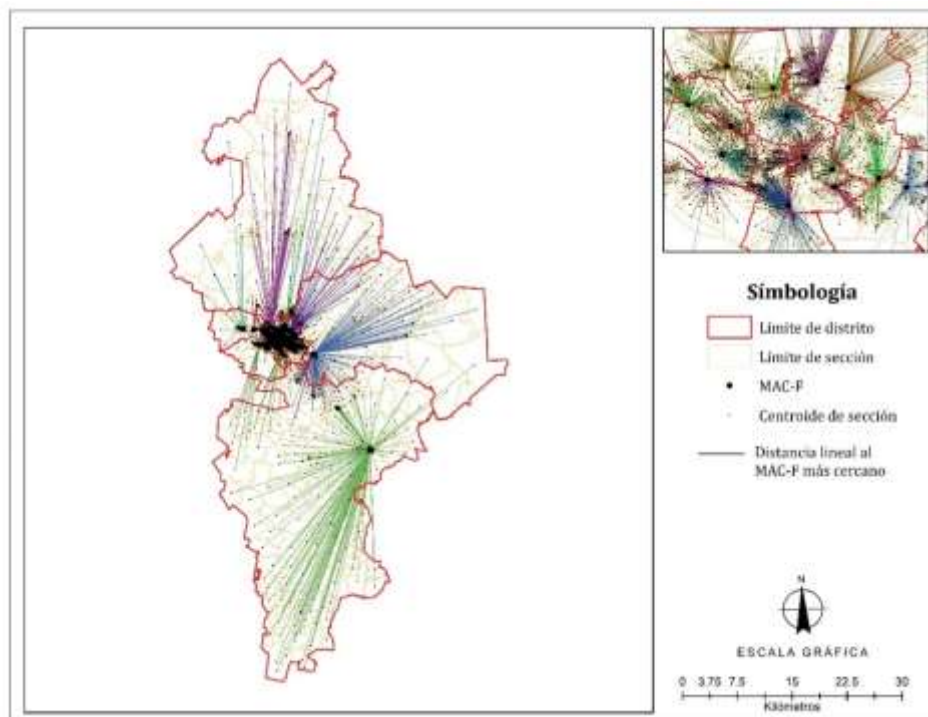 Símbología
Límite de distrito
Límite de sección
MAC-F
Centroide de sección
Distancia lineal al
MAC-F más cercano
N
ESCALA GRÁFICA
0 3.75 7.5 15 22.5 30
Kilómetros